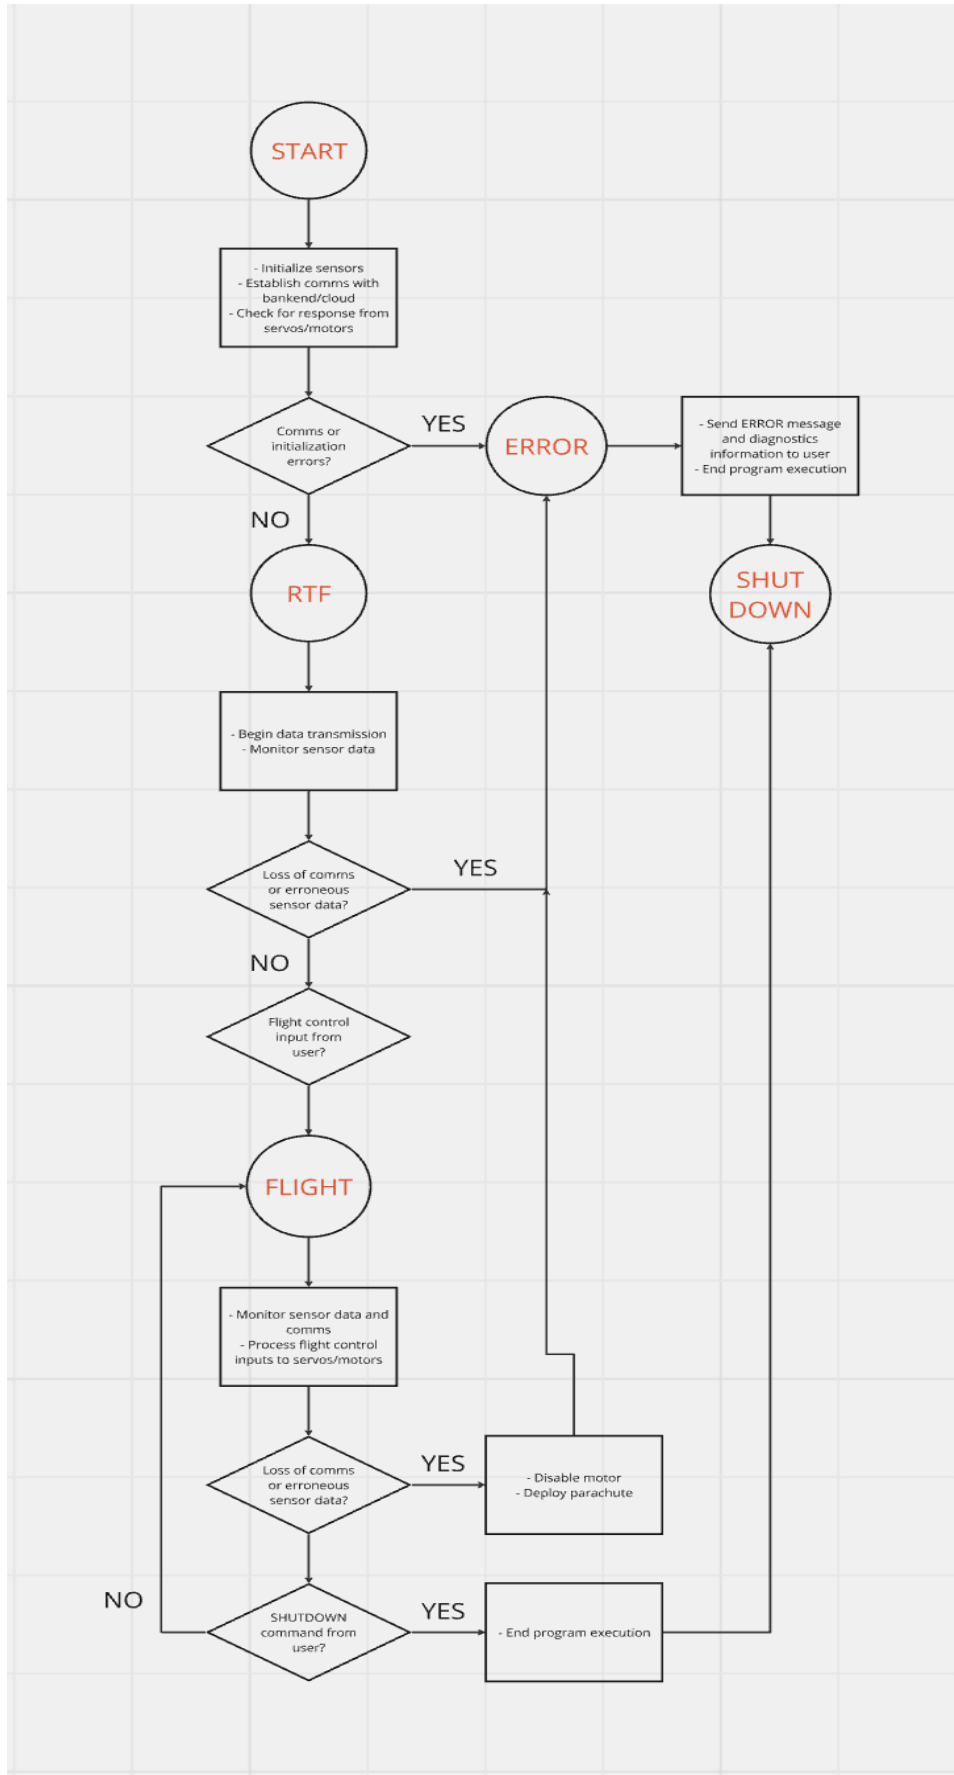 START
- Initialize sensors
- Establish comms with
bankend/cloud
- Check for response from
servos/motors
Comms or
initialization
errors?
YES
ERROR
- Send ERROR message
and diagnostics
information to user
- End program execution
NO
RTF
SHUT
DOWN
- Begin data transmission
- Monitor sensor data
Loss of comms
or erroneous
sensor data?
YES
NO
Flight control
input from
user?
FLIGHT
- Monitor sensor data and
comms
- Process flight control
inputs to servos/motors
Loss of comms
or erroneous
sensor data?
YES
- Disable motor
- Deploy parachute
NO
SHUTDOWN
command from
user?
YES
- End program execution